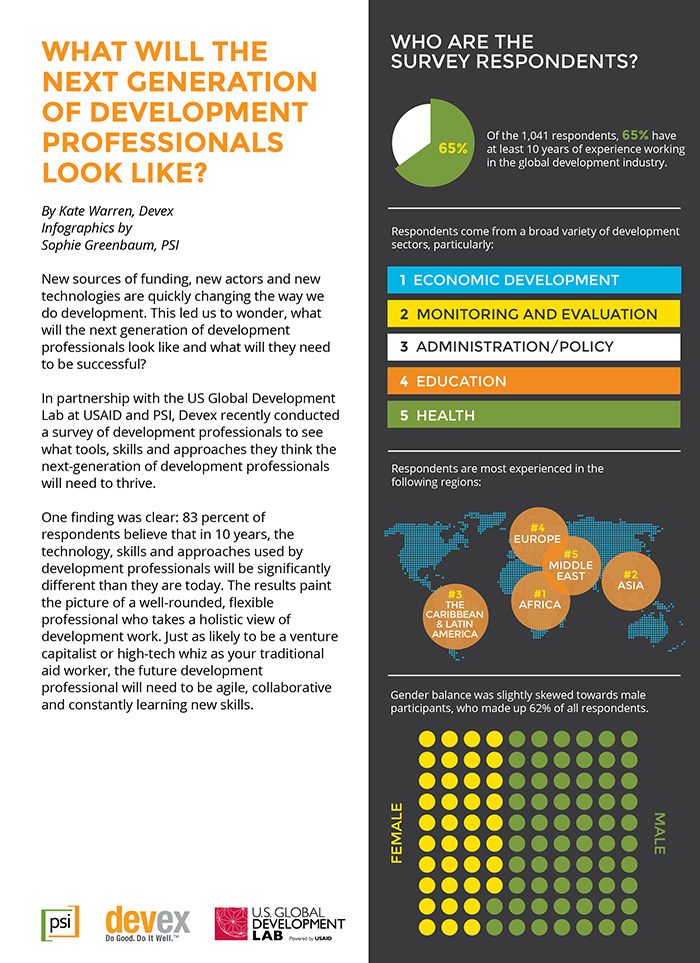 WHAT WILL THE
NEXT GENERATION
OF DEVELOPMENT
PROFESSIONALS
LOOK LIKE?
By Kate Warren, Devex
Infographics by
Sophie Greenbaum, PSI
New sources of funding, new actors and new
technologies are quickly changing the way we
do development. This led us to wonder, what
will the next generation of development
professionals look like and what will they need
to be successful?
In partnership with the US Global Development
Lab at USAID and PSI, Devex recently conducted
a survey of development professionals to see
what tools, skills and approaches they think the
next-generation of development professionals
will need to thrive.
One finding was clear: 83 percent of
respondents believe that in 10 years, the
technology, skills and approaches used by
development professionals will be significantly
different than they are today. The results paint
the picture of a well-rounded, flexible
professional who takes a holistic view of
development work. Just as likely to be a venture
capitalist or high-tech whiz as your traditional
aid worker, the future development
professional will need to be agile, collaborative
and constantly learning new skills.
psi
devex
Do Good. Do It Well.™
U.S. GLOBAL
DEVELOPMENT
LAB Powered by USAID
WHO ARE THE
SURVEY RESPONDENTS?
65%
Of the 1,041 respondents, 65% have
at least 10 years of experience working
in the global development industry.
Respondents come from a broad variety of development
sectors, particularly:
1 ECONOMIC DEVELOPMENT
2 MONITORING AND EVALUATION
3 ADMINISTRATION/POLICY
4 EDUCATION
5 HEALTH
Respondents are most experienced in the
following regions:
#4
EUROPE
#5
MIDDLE
EAST
#2
ASIA
#3
THE
CARIBBEAN
& LATIN
AMERICA
#1
AFRICA
Gender balance was slightly skewed towards male
participants, who made up 62% of all respondents.
FEMALE
MALE